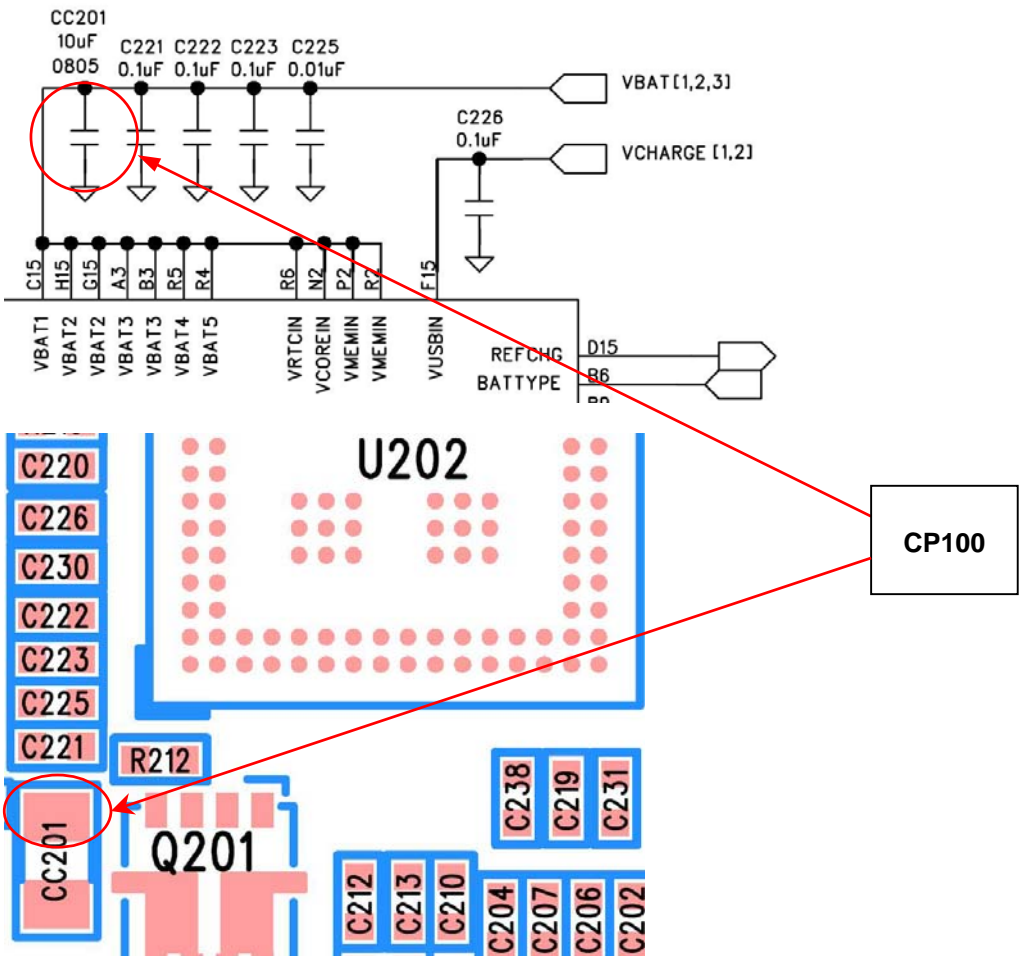 CC201
10uF
0805
C221 C222 C223 C225
0.1uF 0.1uF 0.1uF 0.01uF
VBAT[1,2,3]
C226
0.1uF
VCHARGE [1,2]
C15 H15 G15 A3 B3 R5 R4 R6 N2 P2 R2 F15
VBAT1 VBAT2 VBAT2 VBAT3 VBAT3 VBAT4 VBAT5 VRTCIN VCOREIN VMEMIN VMEMIN VUSBIN
REFCHG D15
BATTYPE B6
U202
C220
C226
C230
C222
C223
C225
C221
R212
CC201
Q201
C238 C219 C231
C212 C213 C210 C204 C207 C206 C202
CP100